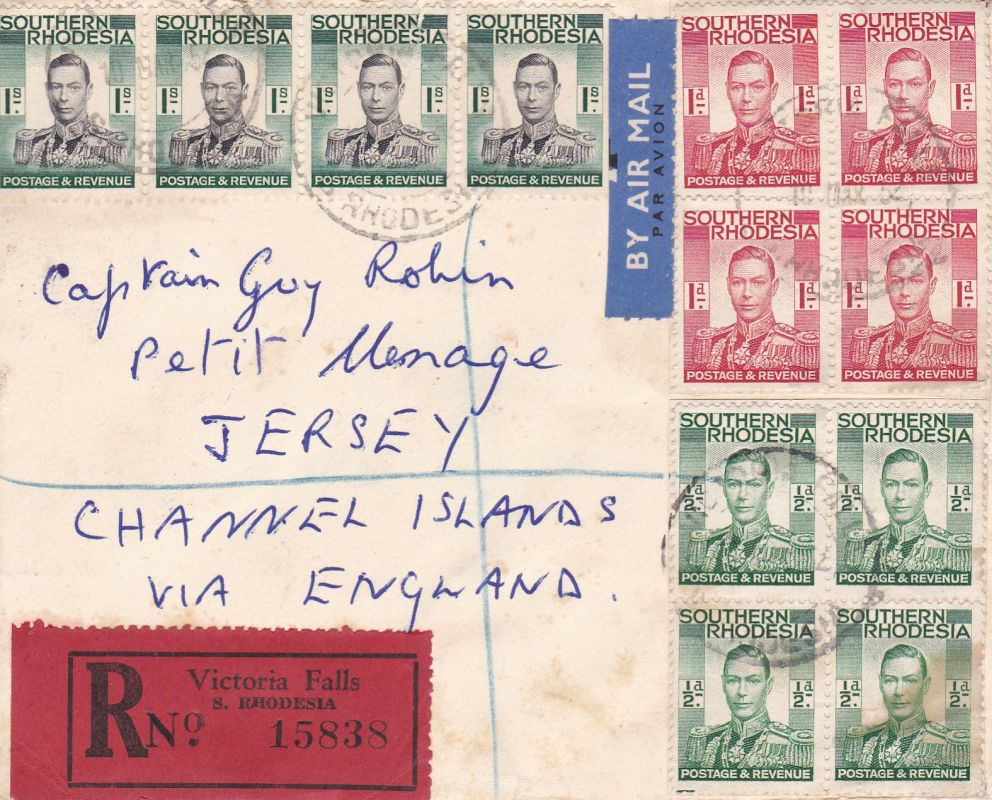 SOUTHERN RHODESIA 1s. POSTAGE & REVENUE
SOUTHERN RHODESIA 1s. POSTAGE & REVENUE
SOUTHERN RHODESIA 1s. POSTAGE & REVENUE
SOUTHERN RHODESIA 1s. POSTAGE & REVENUE
BY AIR MAIL
PAR AVION
SOUTHERN RHODESIA 1d. POSTAGE & REVENUE
SOUTHERN RHODESIA 1d. POSTAGE & REVENUE
SOUTHERN RHODESIA 1d. POSTAGE & REVENUE
SOUTHERN RHODESIA 1d. POSTAGE & REVENUE
Captain Guy Robin
Petit Menage
JERSEY
CHANNEL ISLANDS
VIA ENGLAND.
SOUTHERN RHODESIA 1/2d. POSTAGE & REVENUE
SOUTHERN RHODESIA 1/2d. POSTAGE & REVENUE
SOUTHERN RHODESIA 1/2d. POSTAGE & REVENUE
SOUTHERN RHODESIA 1/2d. POSTAGE & REVENUE
R No. Victoria Falls
S. RHODESIA
15838